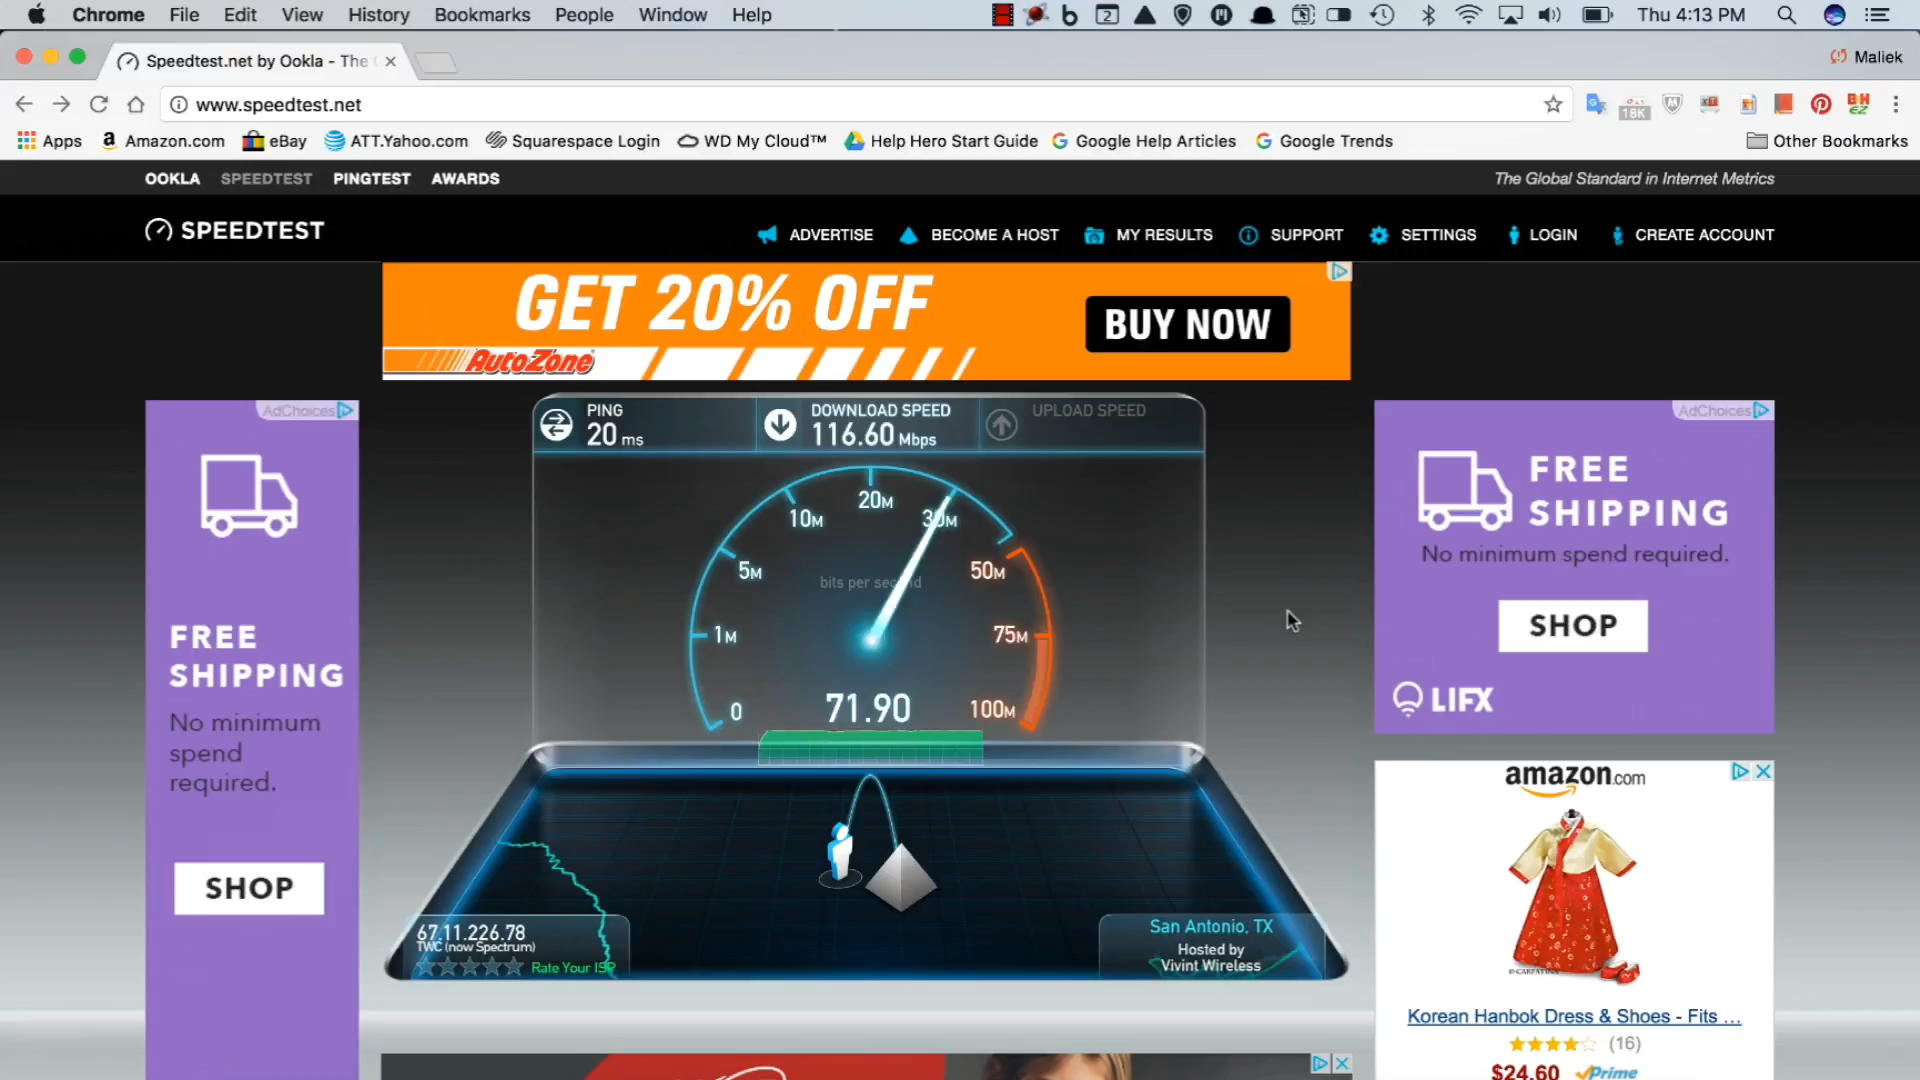 Chrome File Edit View History Bookmarks People Window Help
2
Thu 4:13 PM
Speedtest.net by Ookla - The
Maliek
www.speedtest.net
18K
Apps
Amazon.com
eBay
ATT.Yahoo.com
Squarespace Login
WD My Cloud™
Help Hero Start Guide
Google Help Articles
Google Trends
Other Bookmarks
OOKLA SPEEDTEST PINGTEST AWARDS
The Global Standard in Internet Metrics
SPEEDTEST
ADVERTISE
BECOME A HOST
MY RESULTS
SUPPORT
SETTINGS
LOGIN
CREATE ACCOUNT
GET 20% OFF
BUY NOW
AutoZone
AdChoices
FREE
SHIPPING
No minimum
spend
required.
SHOP
PING
20 ms
DOWNLOAD SPEED
116.60 Mbps
UPLOAD SPEED
20M
10M
30M
5M
50M
bits per second
1M
75M
0
71.90
100M
67.11.226.78
TWC (now Spectrum)
Rate Your ISP
San Antonio, TX
Hosted by
Vivint Wireless
AdChoices
FREE
SHIPPING
No minimum spend required.
SHOP
LIFX
amazon.com
© CARPATINA
Korean Hanbok Dress & Shoes - Fits ...
(16)
$24.60 Prime